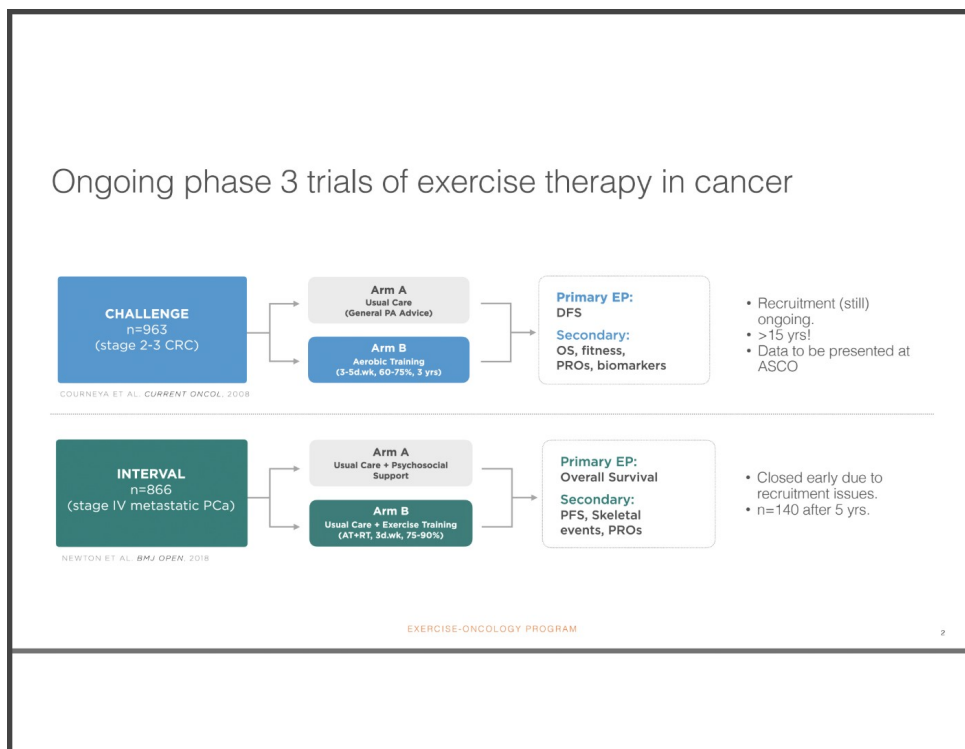 Ongoing phase 3 trials of exercise therapy in cancer
CHALLENGE
n=963
(stage 2-3 CRC)
Arm A
Usual Care
(General PA Advice)
Arm B
Aerobic Training
(3-5d.wk, 60-75%, 3 yrs)
Primary EP:
DFS
Secondary:
OS, fitness,
PROs, biomarkers
• Recruitment (still)
ongoing.
• >15 yrs!
• Data to be presented at
ASCO
COURNEYA ET AL. CURRENT ONCOL. 2008
INTERVAL
n=866
(stage IV metastatic PCa)
Arm A
Usual Care + Psychosocial
Support
Arm B
Usual Care + Exercise Training
(AT+RT, 3d.wk, 75-90%)
Primary EP:
Overall Survival
Secondary:
PFS, Skeletal
events, PROs
• Closed early due to
recruitment issues.
• n=140 after 5 yrs.
NEWTON ET AL. BMJ OPEN. 2018
EXERCISE-ONCOLOGY PROGRAM
2